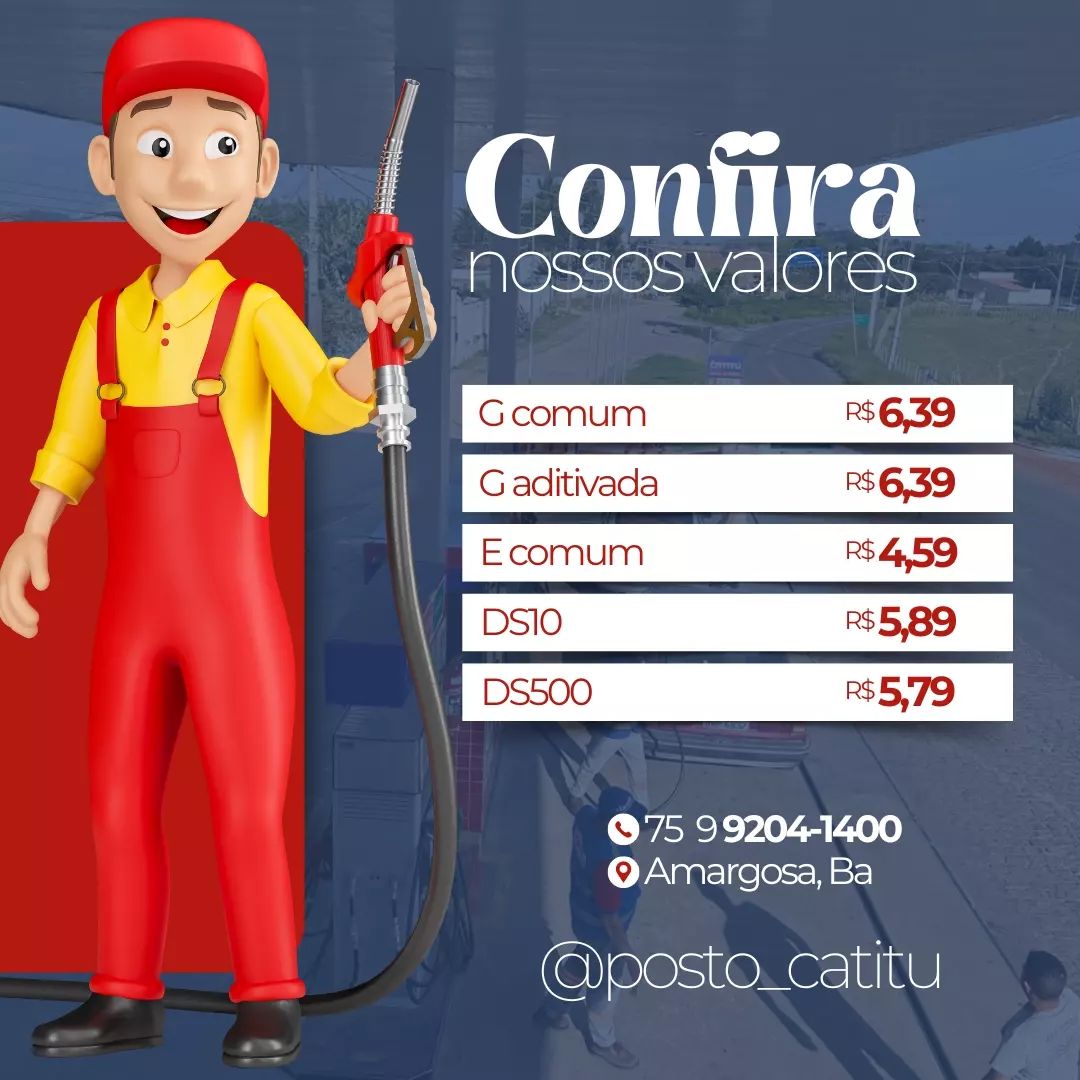 Confira
nossos valores
G comum R$ 6,39
G aditivada R$ 6,39
E comum R$ 4,59
DS10 R$ 5,89
DS500 R$ 5,79
75 9 9204-1400
Amargosa, Ba
@posto_catitu